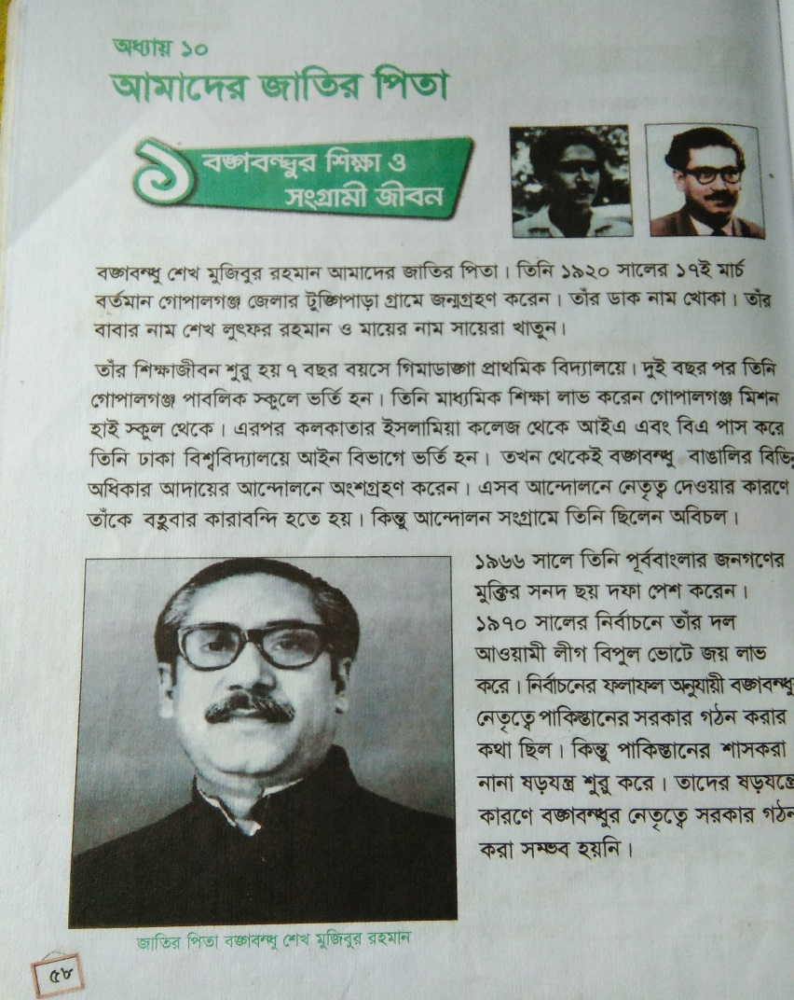 অধ্যায় ১০
আমাদের জাতির পিতা
১
বঙ্গবন্ধুর শিক্ষা ও
সংগ্রামী জীবন
বঙ্গবন্ধু শেখ মুজিবুর রহমান আমাদের জাতির পিতা। তিনি ১৯২০ সালের ১৭ই মার্চ
বর্তমান গোপালগঞ্জ জেলার টুঙ্গিপাড়া গ্রামে জন্মগ্রহণ করেন। তাঁর ডাক নাম খোকা। তাঁর
বাবার নাম শেখ লুৎফর রহমান ও মায়ের নাম সায়েরা খাতুন।
তাঁর শিক্ষাজীবন শুরু হয় ৭ বছর বয়সে গিমাডাঙ্গা প্রাথমিক বিদ্যালয়ে। দুই বছর পর তিনি
গোপালগঞ্জ পাবলিক স্কুলে ভর্তি হন। তিনি মাধ্যমিক শিক্ষা লাভ করেন গোপালগঞ্জ মিশন
হাই স্কুল থেকে। এরপর কলকাতার ইসলামিয়া কলেজ থেকে আইএ এবং বিএ পাস করে
তিনি ঢাকা বিশ্ববিদ্যালয়ে আইন বিভাগে ভর্তি হন। তখন থেকেই বঙ্গবন্ধু বাঙালির
অধিকার আদায়ের আন্দোলনে অংশগ্রহণ করেন। এসব আন্দোলনে নেতৃত্ব দেওয়ার কারণে
তাঁকে বহুবার কারাবন্দি হতে হয়। কিন্তু আন্দোলন সংগ্রামে তিনি ছিলেন অবিচল।
১৯৬৬ সালে তিনি পূর্ববাংলার জনগণের
মুক্তির সনদ ছয় দফা পেশ করেন।
১৯৭০ সালের নির্বাচনে তাঁর দল
আওয়ামী লীগ বিপুল ভোটে জয় লাভ
করে। নির্বাচনের ফলাফল অনুযায়ী বঙ্গবন্ধু
নেতৃত্বে পাকিস্তানের সরকার গঠন করার
কথা ছিল। কিন্তু পাকিস্তানের শাসকরা
নানা ষড়যন্ত্র শুরু করে। তাদের
কারণে বঙ্গবন্ধুর নেতৃত্বে সরকার গঠন
করা সম্ভব হয়নি।
জাতির পিতা বঙ্গবন্ধু শেখ মুজিবুর রহমান
৫৮